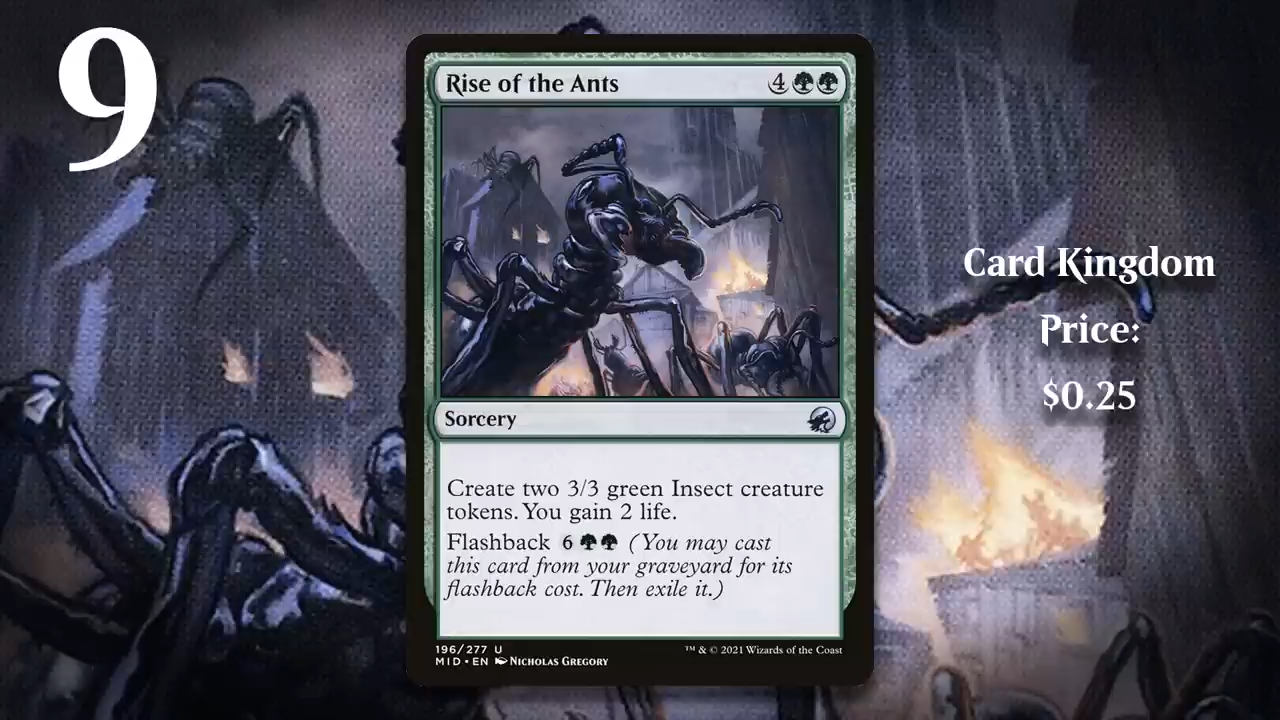 9
Rise of the Ants 4
Sorcery
Create two 3/3 green Insect creature
tokens. You gain 2 life.
Flashback 6 (You may cast
this card from your graveyard for its
flashback cost. Then exile it.)
196/277 U
MID • EN Nicholas Gregory
™ & © 2021 Wizards of the Coast
Card Kingdom
Price:
$0.25